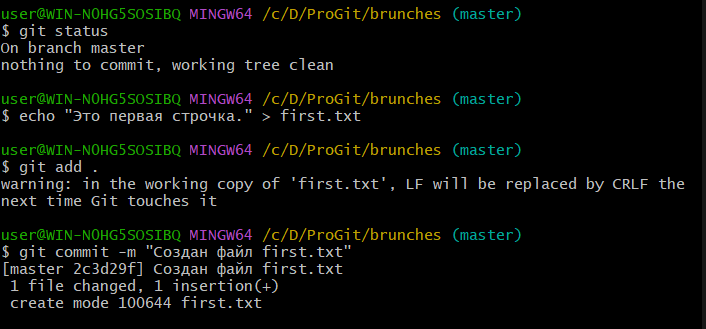 user@WIN-N0HG5SOSIBQ MINGW64 /c/D/ProGit/brunches (master)
$ git status
On branch master
nothing to commit, working tree clean
user@WIN-N0HG5SOSIBQ MINGW64 /c/D/ProGit/brunches (master)
$ echo "Это первая строчка." > first.txt
user@WIN-N0HG5SOSIBQ MINGW64 /c/D/ProGit/brunches (master)
$ git add .
warning: in the working copy of 'first.txt', LF will be replaced by CRLF the
next time Git touches it
user@WIN-N0HG5SOSIBQ MINGW64 /c/D/ProGit/brunches (master)
$ git commit -m "Создан файл first.txt"
[master 2c3d29f] Создан файл first.txt
 1 file changed, 1 insertion(+)
 create mode 100644 first.txt